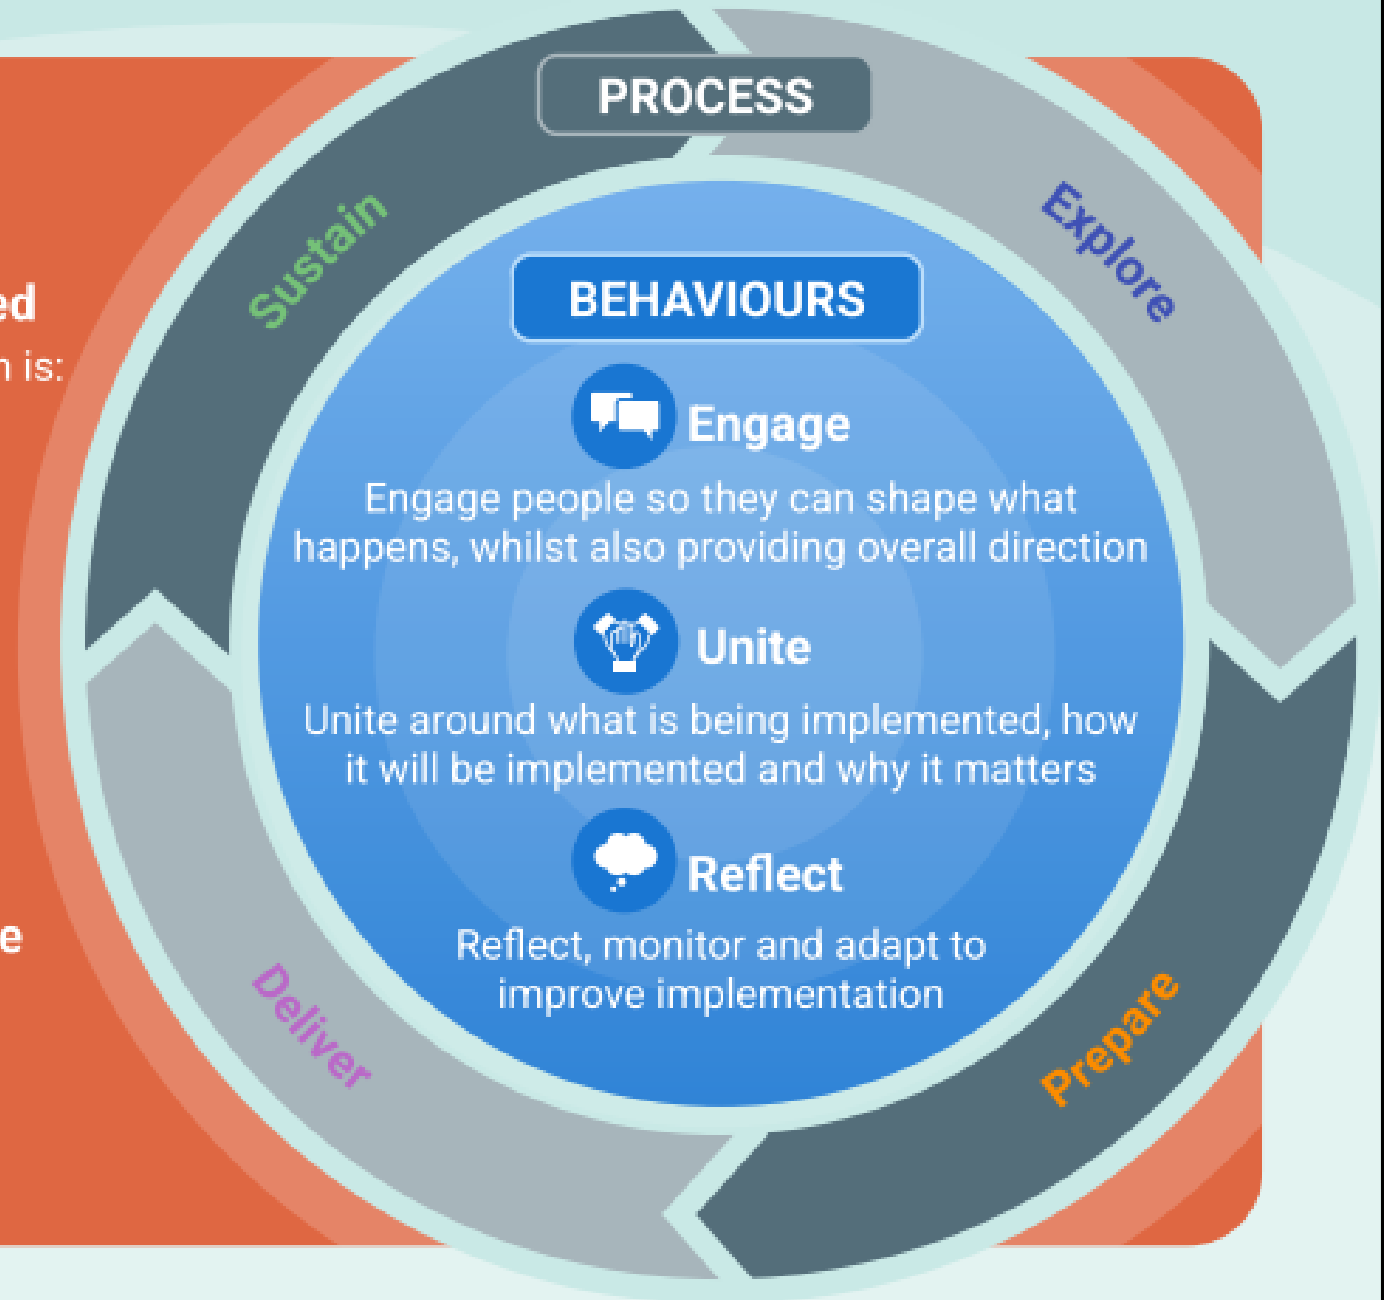 PROCESS
Sustain
Explore
BEHAVIOURS
ed
is:
Engage
Engage people so they can shape what
happens, whilst also providing overall direction
Unite
Unite around what is being implemented, how
it will be implemented and why it matters
Reflect
Reflect, monitor and adapt to
improve implementation
e
Deliver
Prepare